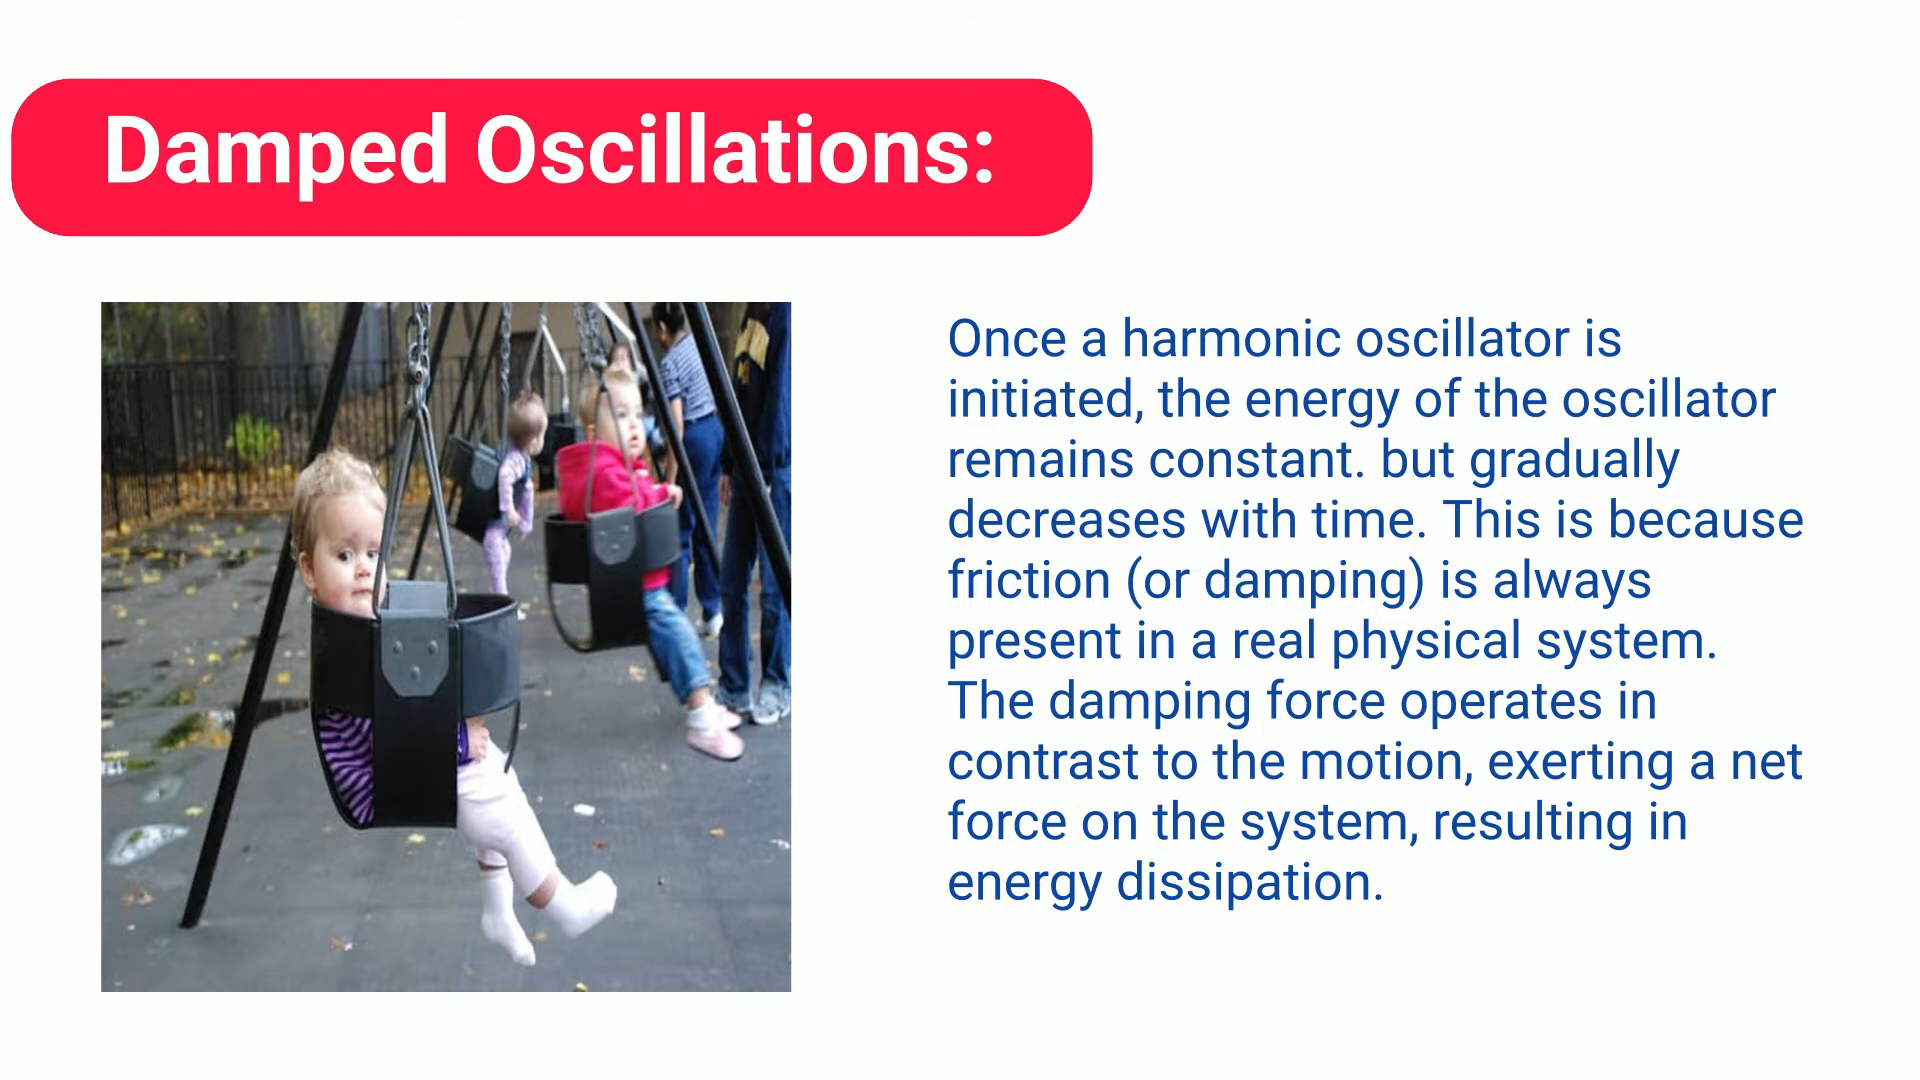 Damped Oscillations:
Once a harmonic oscillator is
initiated, the energy of the oscillator
remains constant. but gradually
decreases with time. This is because
friction (or damping) is always
present in a real physical system.
The damping force operates in
contrast to the motion, exerting a net
force on the system, resulting in
energy dissipation.